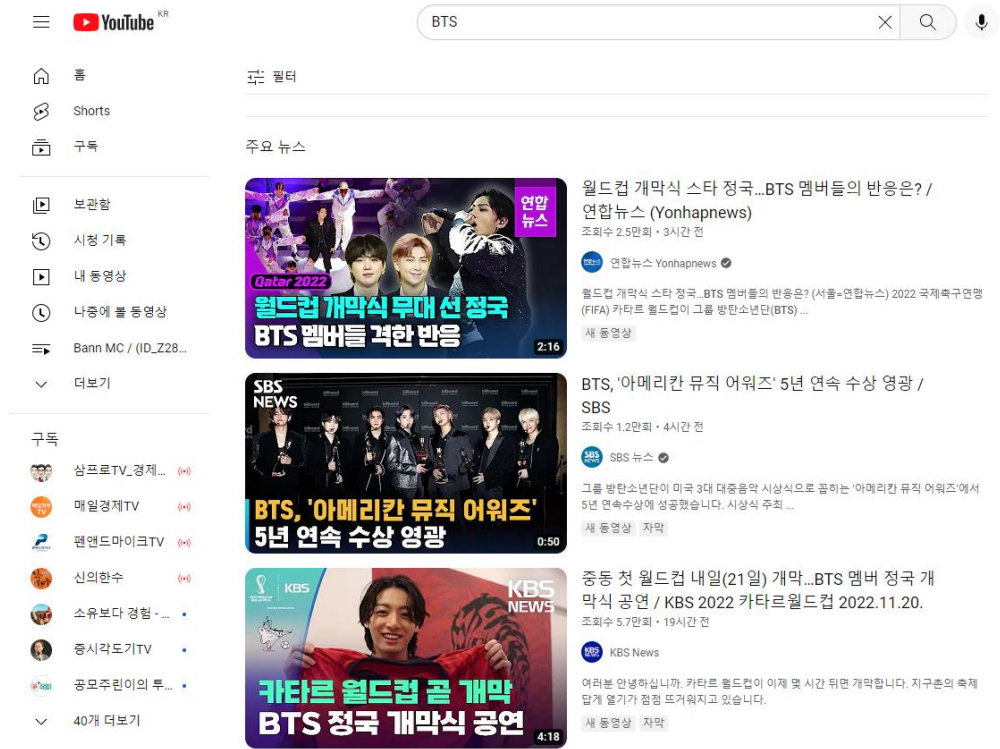 YouTube KR
BTS
홈
Shorts
구독
보관함
시청 기록
내 동영상
나중에 볼 동영상
Bann MC / (ID_Z28...
더보기
구독
삼프로TV_경제...
매일경제TV
펜앤드마이크TV
신의한수
소유보다 경험 - ...
증시각도기TV
공모주린이의 투...
40개 더보기
필터
주요 뉴스
연합
뉴스
Qatar 2022
월드컵 개막식 무대 선 정국
BTS 멤버들 격한 반응
2:16
월드컵 개막식 스타 정국...BTS 멤버들의 반응은? /
연합뉴스 (Yonhapnews)
조회수 2.5만회 • 3시간 전
연합뉴스 Yonhapnews
월드컵 개막식 스타 정국...BTS 멤버들의 반응은? (서울=연합뉴스) 2022 국제축구연맹
(FIFA) 카타르 월드컵이 그룹 방탄소년단(BTS) ...
새 동영상
SBS
NEWS
BTS, '아메리칸 뮤직 어워즈'
5년 연속 수상 영광
0:50
BTS, '아메리칸 뮤직 어워즈' 5년 연속 수상 영광 /
SBS
조회수 1.2만회 • 4시간 전
SBS 뉴스
그룹 방탄소년단이 미국 3대 대중음악 시상식으로 꼽히는 '아메리칸 뮤직 어워즈'에서
5년 연속수상에 성공했습니다. 시상식 주최 ...
새 동영상 자막
KBS
KBS
NEWS
카타르 월드컵 곧 개막
BTS 정국 개막식 공연
4:18
중동 첫 월드컵 내일(21일) 개막...BTS 멤버 정국 개
막식 공연 / KBS 2022 카타르월드컵 2022.11.20.
조회수 5.7만회 • 19시간 전
KBS News
여러분 안녕하십니까. 카타르 월드컵이 이제 몇 시간 뒤면 개막합니다. 지구촌의 축제
답게 열기가 점점 뜨거워지고 있습니다.
새 동영상 자막